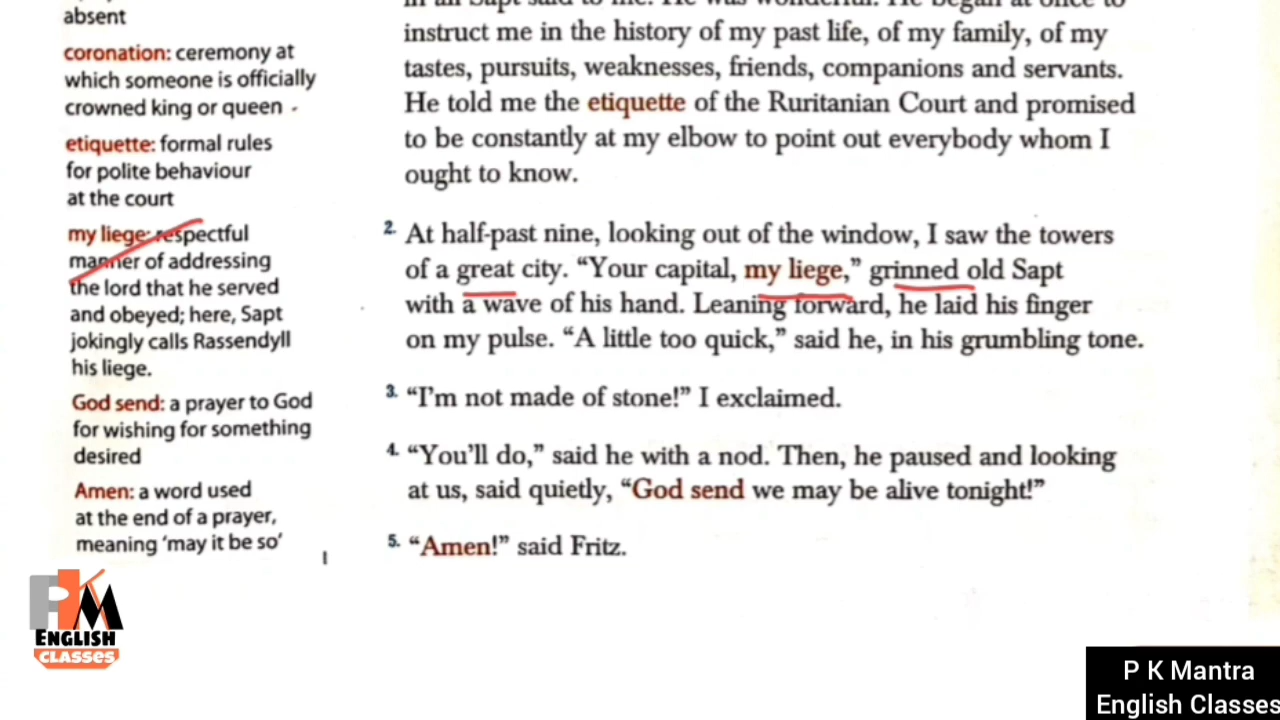 absent
coronation: ceremony at
which someone is officially
crowned king or queen
etiquette: formal rules
for polite behaviour
at the court
my liege: respectful
manner of addressing
the lord that he served
and obeyed; here, Sapt
jokingly calls Rassendyll
his liege.
God send: a prayer to God
for wishing for something
desired
Amen: a word used
at the end of a prayer,
meaning ‘may it be so’
instruct me in the history of my past life, of my family, of my
tastes, pursuits, weaknesses, friends, companions and servants.
He told me the etiquette of the Ruritanian Court and promised
to be constantly at my elbow to point out everybody whom I
ought to know.
2. At half-past nine, looking out of the window, I saw the towers
of a great city. “Your capital, my liege,” grinned old Sapt
with a wave of his hand. Leaning forward, he laid his finger
on my pulse. “A little too quick,” said he, in his grumbling tone.
3. “I’m not made of stone!” I exclaimed.
4. “You’ll do,” said he with a nod. Then, he paused and looking
at us, said quietly, “God send we may be alive tonight!”
5. “Amen!” said Fritz.
PM
ENGLISH
CLASSES
P K Mantra
English Classes